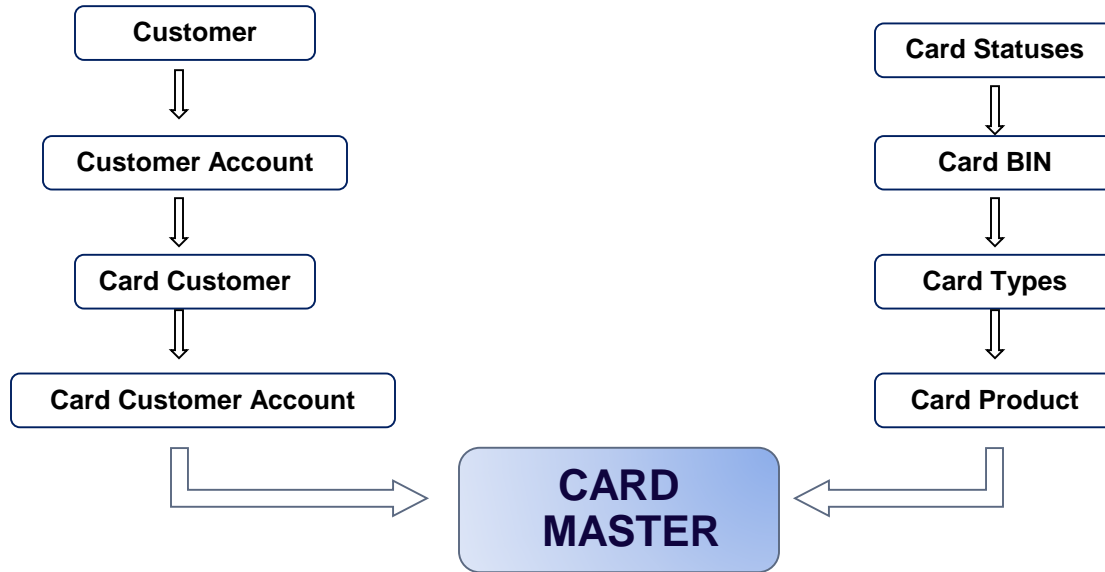 Customer
Customer Account
Card Customer
Card Customer Account
Card Statuses
Card BIN
Card Types
Card Product
CARD
MASTER